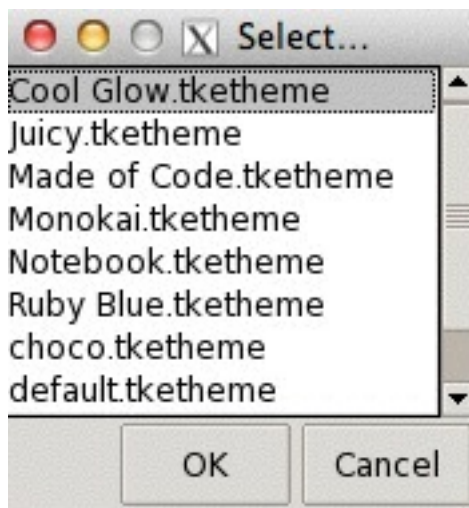 Select...
Cool Glow.tketheme
Juicy.tketheme
Made of Code.tketheme
Monokai.tketheme
Notebook.tketheme
Ruby Blue.tketheme
choco.tketheme
default.tketheme
OK Cancel